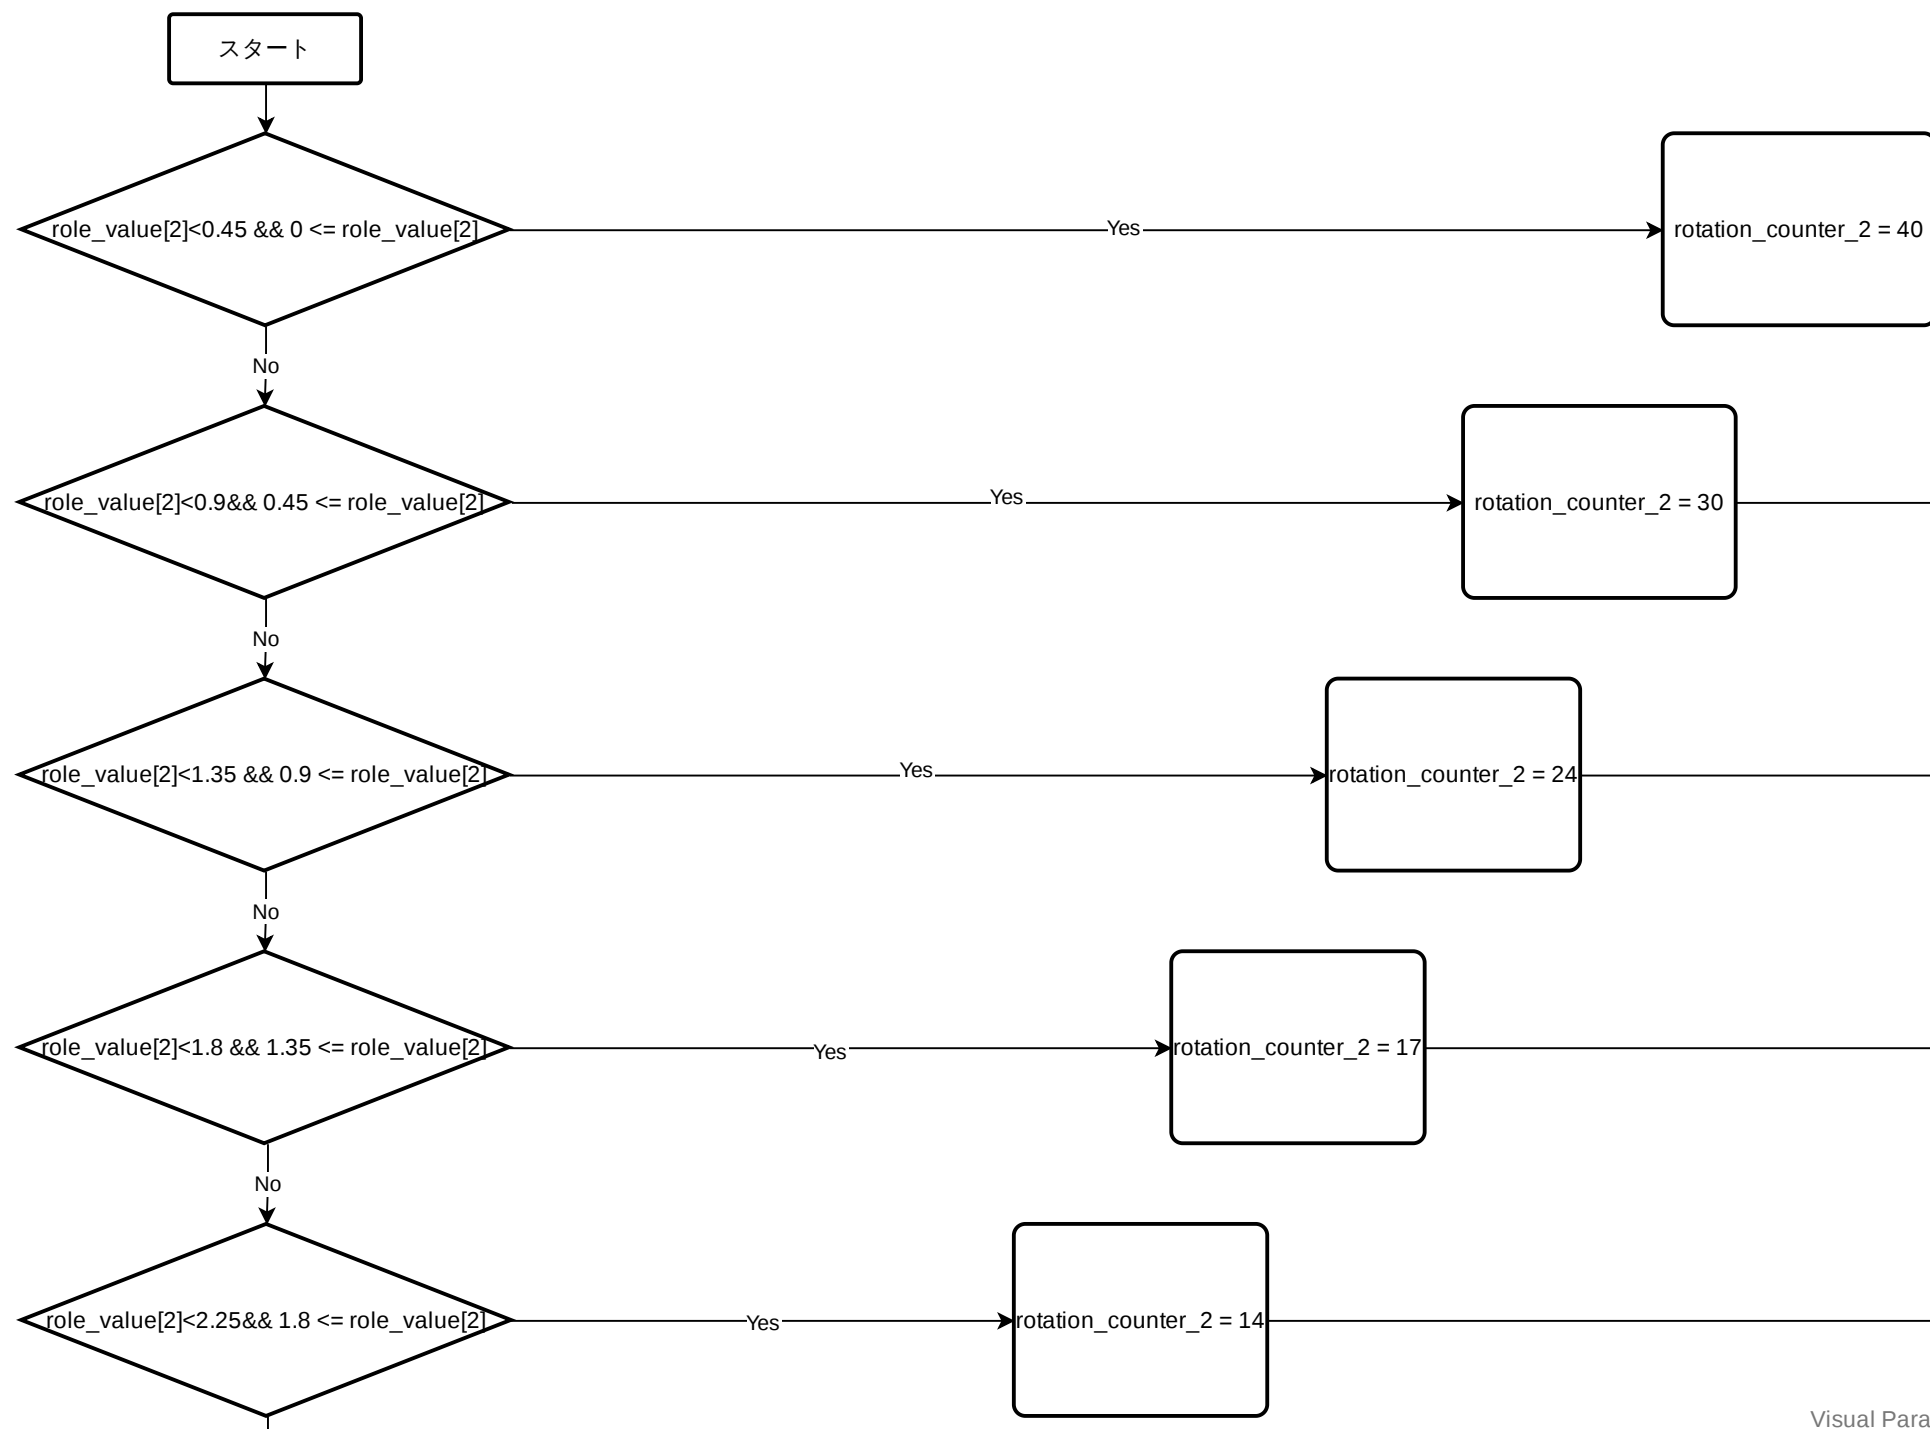 スタート
role_value[2]<0.45 && 0 <= role_value[2]
Yes
rotation_counter_2 = 40
No
role_value[2]<0.9&& 0.45 <= role_value[2]
Yes
rotation_counter_2 = 30
No
role_value[2]<1.35 && 0.9 <= role_value[2]
Yes
rotation_counter_2 = 24
No
role_value[2]<1.8 && 1.35 <= role_value[2]
Yes
rotation_counter_2 = 17
No
role_value[2]<2.25&& 1.8 <= role_value[2]
Yes
rotation_counter_2 = 14
Visual Para